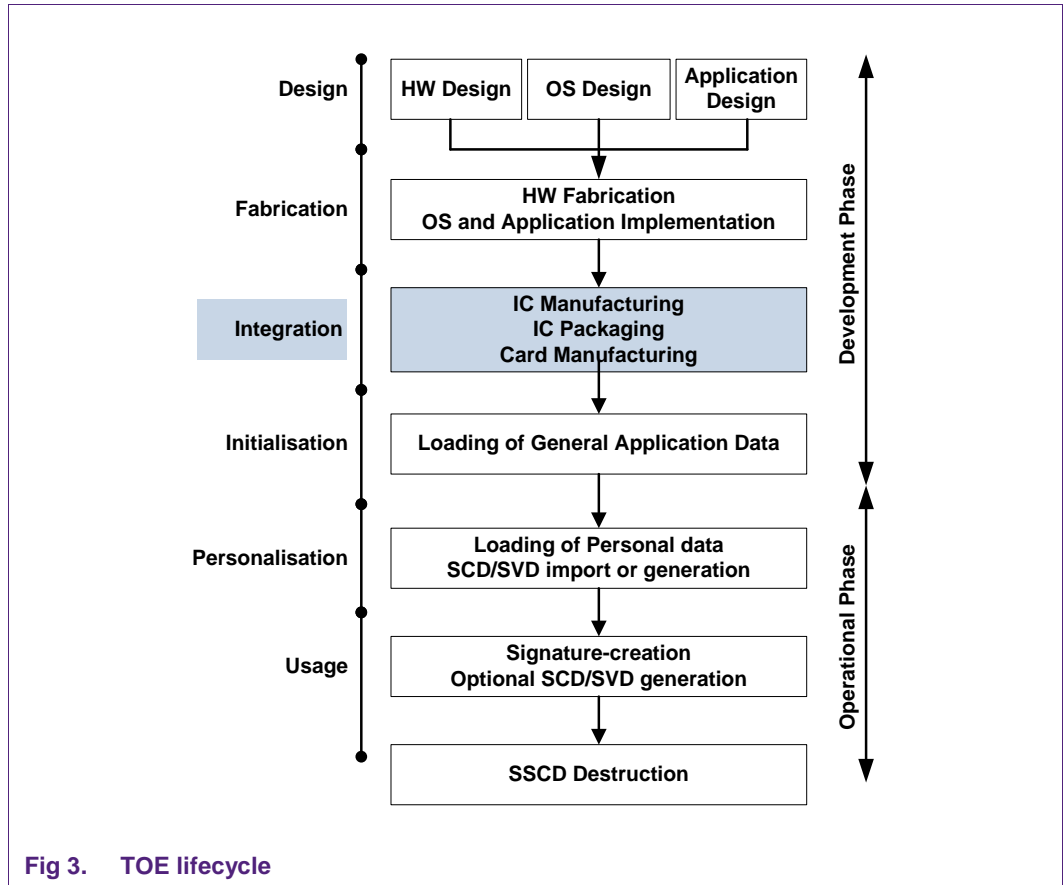 Design
HW Design
OS Design
Application
Design
Fabrication
HW Fabrication
OS and Application Implementation
Integration
IC Manufacturing
IC Packaging
Card Manufacturing
Initialisation
Loading of General Application Data
Personalisation
Loading of Personal data
SCD/SVD import or generation
Usage
Signature-creation
Optional SCD/SVD generation
SSCD Destruction
Development Phase
Operational Phase
Fig 3. TOE lifecycle